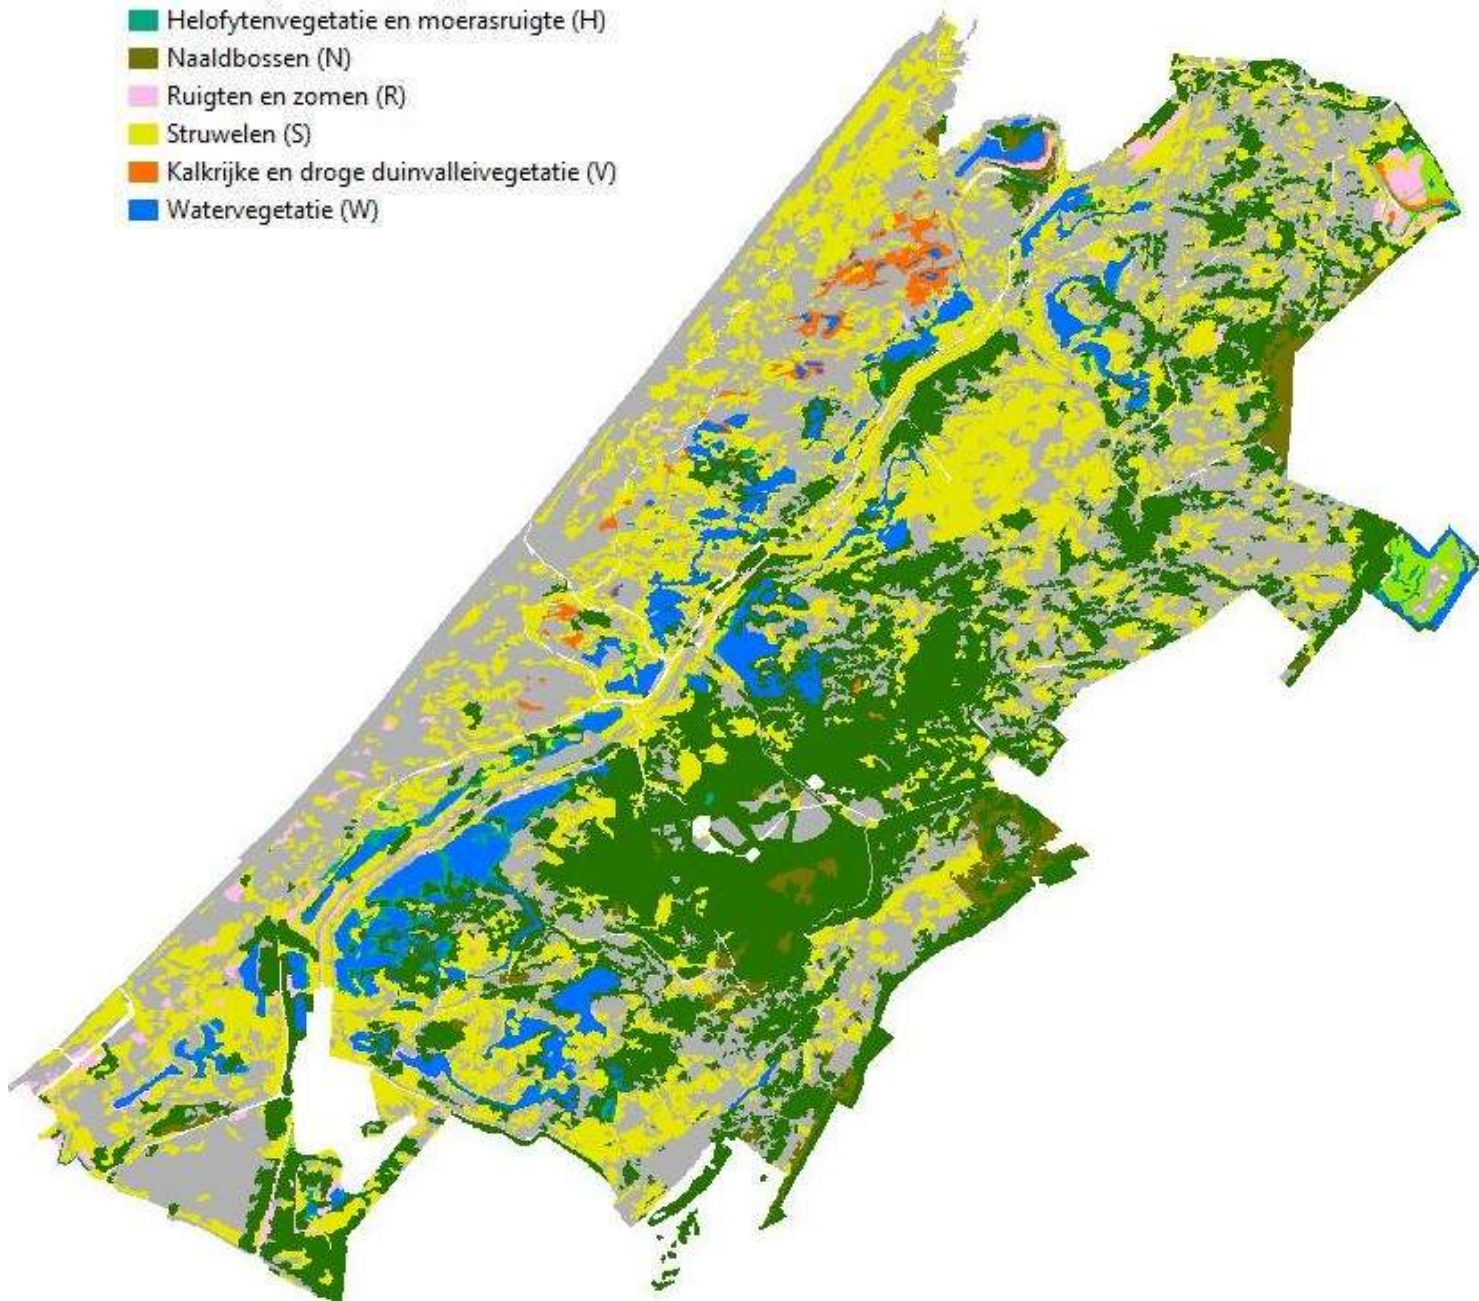 Helofytenvegetatie en moerasruigte (H)
Naaldbossen (N)
Ruigten en zomen (R)
Struwelen (S)
Kalkrijke en droge duinvalleivegetatie (V)
Watervegetatie (W)